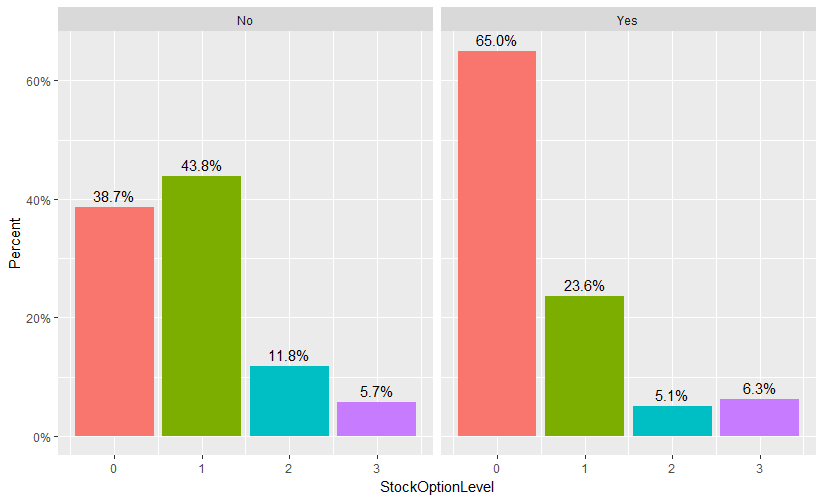 No
Yes
Percent
60%
40%
20%
0%
38.7%
43.8%
11.8%
5.7%
65.0%
23.6%
5.1%
6.3%
0 1 2 3
0 1 2 3
StockOptionLevel